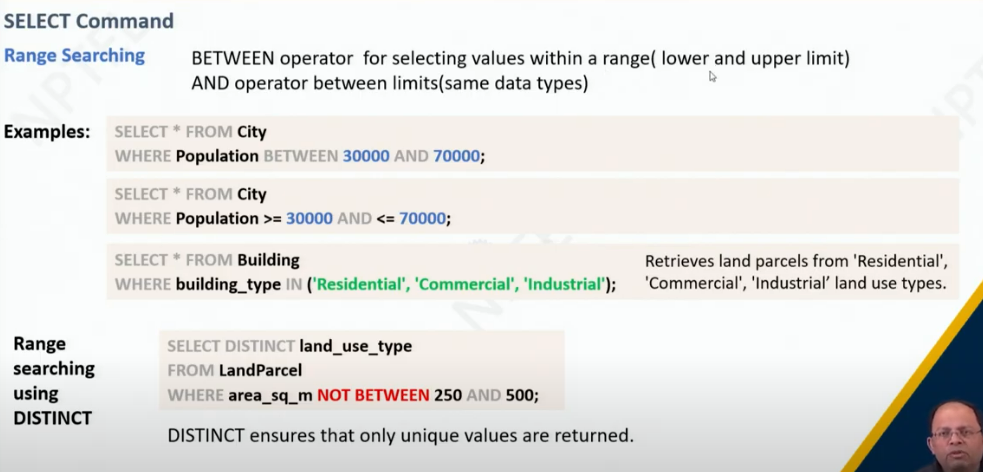 SELECT Command
Range Searching
BETWEEN operator for selecting values within a range( lower and upper limit)
AND operator between limits(same data types)
Examples:
SELECT * FROM City
WHERE Population BETWEEN 30000 AND 70000;
SELECT * FROM City
WHERE Population >= 30000 AND <= 70000;
SELECT * FROM Building
WHERE building_type IN ('Residential', 'Commercial', 'Industrial');
Retrieves land parcels from 'Residential',
'Commercial', 'Industrial’ land use types.
Range
searching
using
DISTINCT
SELECT DISTINCT land_use_type
FROM LandParcel
WHERE area_sq_m NOT BETWEEN 250 AND 500;
DISTINCT ensures that only unique values are returned.